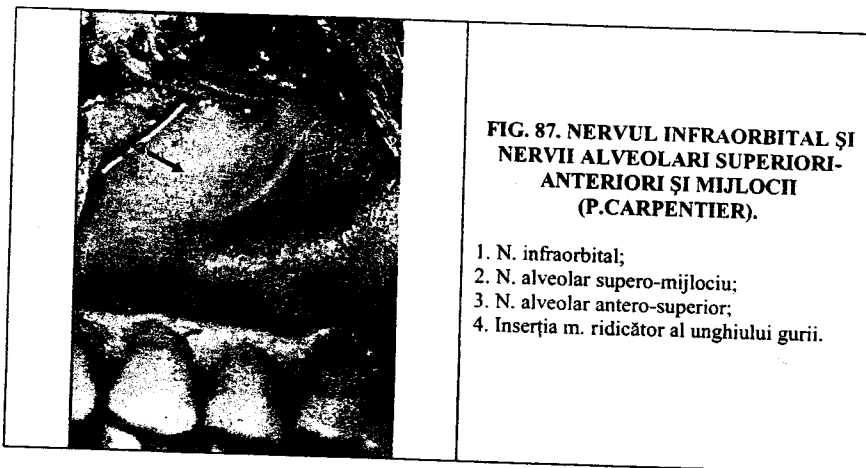 FIG. 87. NERVUL INFRAORBITAL ŞI
NERVII ALVEOLARI SUPERIORI-
ANTERIORI ŞI MIJLOCII
(P.CARPENTIER).
1. N. infraorbital;
2. N. alveolar supero-mijlociu;
3. N. alveolar antero-superior;
4. Inserţia m. ridicător al unghiului gurii.